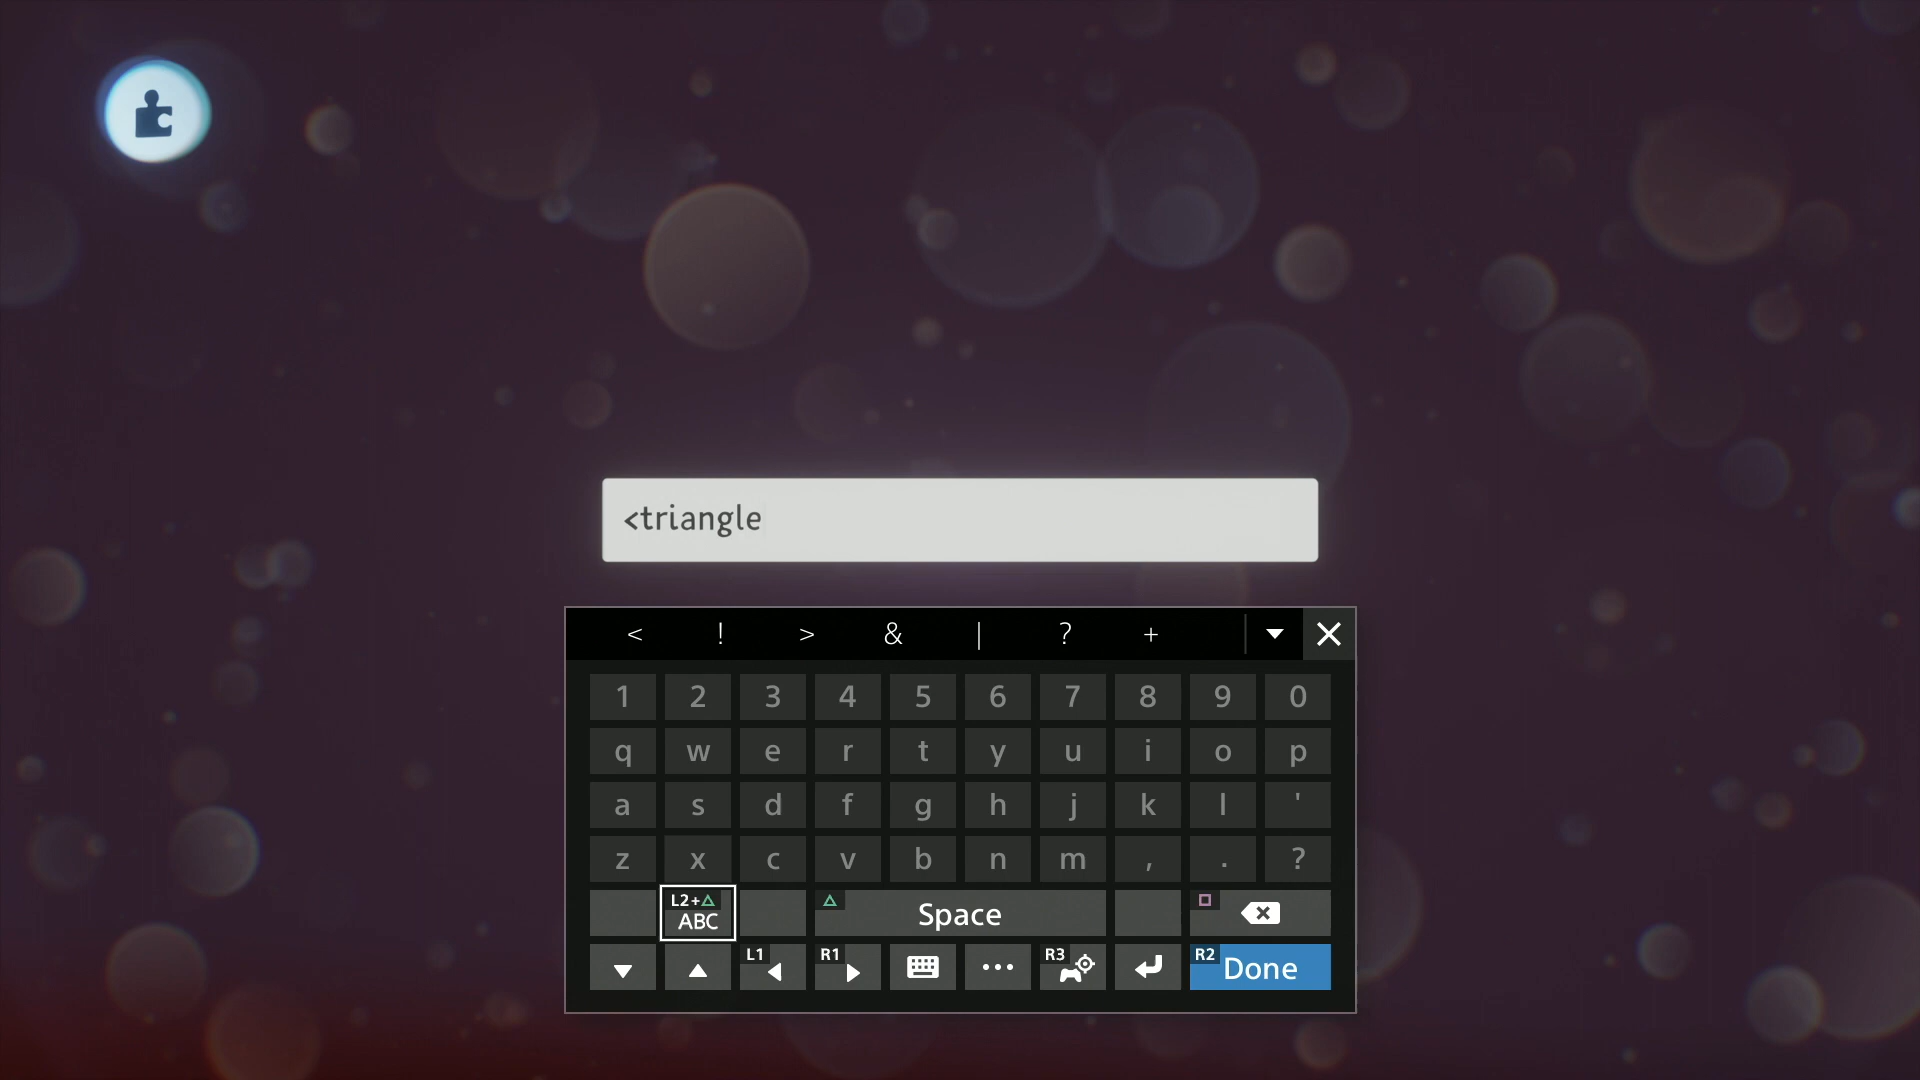 <triangle
< ! > & | ? +
1 2 3 4 5 6 7 8 9 0
q w e r t y u i o p
a s d f g h j k l '
z x c v b n m , . ?
L2+△ ABC △ Space
L1 R1 ... R3 R2 Done